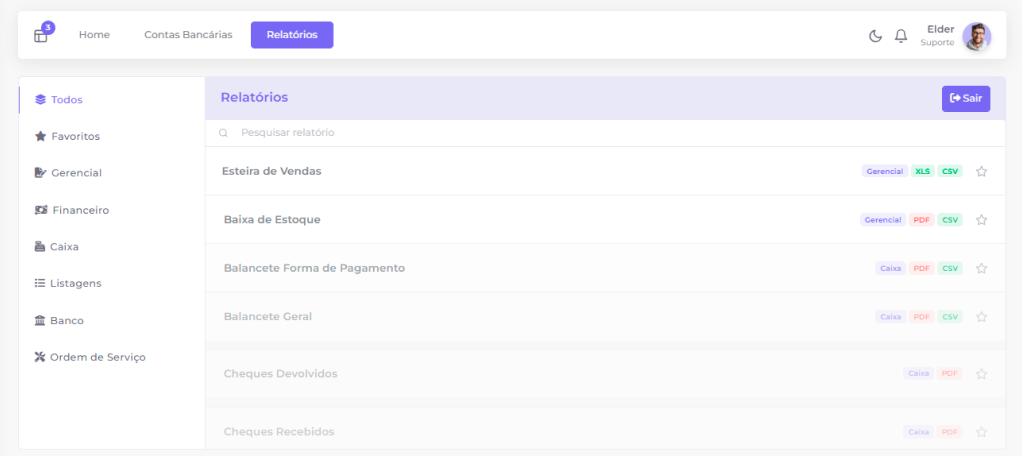 3
Home
Contas Bancárias
Relatórios
Elder
Suporte
Todos
Favoritos
Gerencial
Financeiro
Caixa
Listagens
Banco
Ordem de Serviço
Relatórios
Sair
Pesquisar relatório
Esteira de Vendas Gerencial XLS CSV
Baixa de Estoque Gerencial PDF CSV
Balancete Forma de Pagamento Caixa PDF CSV
Balancete Geral Caixa PDF CSV
Cheques Devolvidos Caixa PDF
Cheques Recebidos Caixa PDF